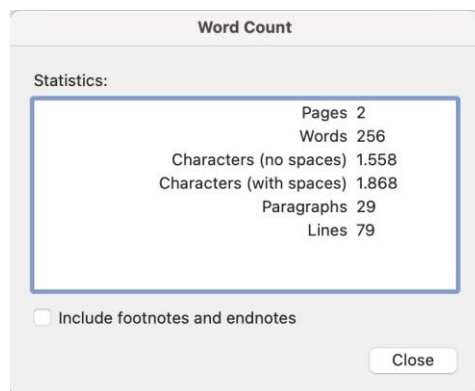 Word Count
Statistics:
Pages 2
Words 256
Characters (no spaces) 1.558
Characters (with spaces) 1.868
Paragraphs 29
Lines 79
Include footnotes and endnotes
Close